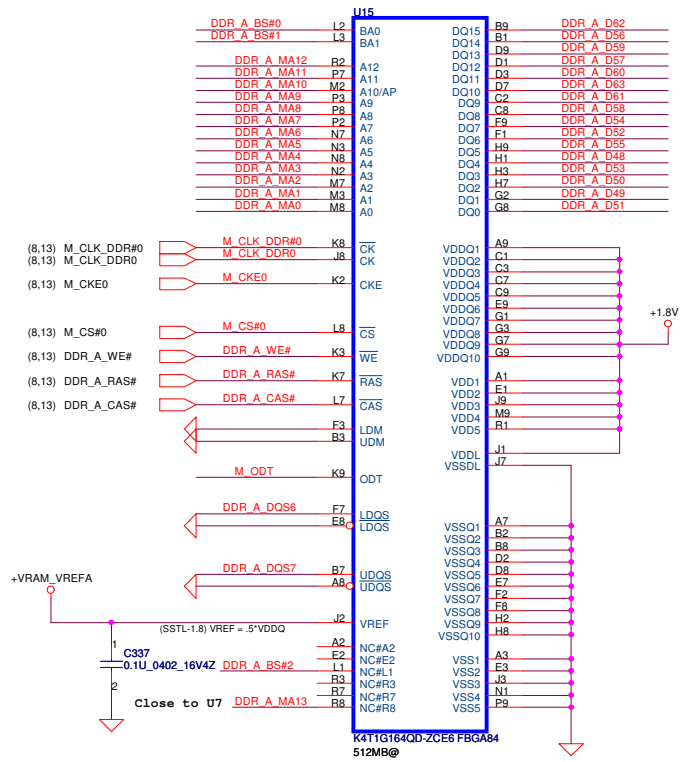 U15
DDR_A_BS#0 L2 BA0 DQ15 B9 DDR_A_D62
DDR_A_BS#1 L3 BA1 DQ14 B1 DDR_A_D56
DQ13 D9 DDR_A_D59
DDR_A_MA12 R2 A12 DQ12 D1 DDR_A_D57
DDR_A_MA11 P7 A11 DQ11 D3 DDR_A_D60
DDR_A_MA10 M2 A10/AP DQ10 D7 DDR_A_D63
DDR_A_MA9 P3 A9 DQ9 C2 DDR_A_D61
DDR_A_MA8 P8 A8 DQ8 C8 DDR_A_D58
DDR_A_MA7 P2 A7 DQ7 F9 DDR_A_D54
DDR_A_MA6 N7 A6 DQ6 F1 DDR_A_D52
DDR_A_MA5 N3 A5 DQ5 H9 DDR_A_D55
DDR_A_MA4 N8 A4 DQ4 H1 DDR_A_D48
DDR_A_MA3 N2 A3 DQ3 H3 DDR_A_D53
DDR_A_MA2 M7 A2 DQ2 H7 DDR_A_D50
DDR_A_MA1 M3 A1 DQ1 G2 DDR_A_D49
DDR_A_MA0 M8 A0 DQ0 G8 DDR_A_D51
(8,13) M_CLK_DDR#0 M_CLK_DDR#0 K8 CK VDDQ1 A9
(8,13) M_CLK_DDR0 M_CLK_DDR0 J8 CK VDDQ2 C1
VDDQ3 C3
(8,13) M_CKE0 M_CKE0 K2 CKE VDDQ4 C7
VDDQ5 C9
VDDQ6 E9
VDDQ7 G1
+1.8V
(8,13) M_CS#0 M_CS#0 L8 CS VDDQ8 G3
VDDQ9 G7
(8,13) DDR_A_WE# DDR_A_WE# K3 WE VDDQ10 G9
(8,13) DDR_A_RAS# DDR_A_RAS# K7 RAS VDD1 A1
VDD2 E1
(8,13) DDR_A_CAS# DDR_A_CAS# L7 CAS VDD3 J9
VDD4 M9
F3 LDM VDD5 R1
B3 UDM
VDDL J1
VSSDL J7
M_ODT K9 ODT
DDR_A_DQS6 F7 LDQS
E8 LDQS VSSQ1 A7
VSSQ2 B2
VSSQ3 B8
VSSQ4 D2
DDR_A_DQS7 B7 UDQS VSSQ5 D8
A8 UDQS VSSQ6 E7
VSSQ7 F2
VSSQ8 F8
+VRAM_VREFA
J2 VREF VSSQ9 H2
(SSTL-1.8) VREF = .5*VDDQ
VSSQ10 H8
1
A2 NC#A2
C337 E2 NC#E2 VSS1 A3
0.1U_0402_16V4Z DDR_A_BS#2 L1 NC#L1 VSS2 E3
2 R3 NC#R3 VSS3 J3
R7 NC#R7 VSS4 N1
Close to U7 DDR_A_MA13 R8 NC#R8 VSS5 P9
K4T1G164QD-ZCE6 FBGA84
512MB@